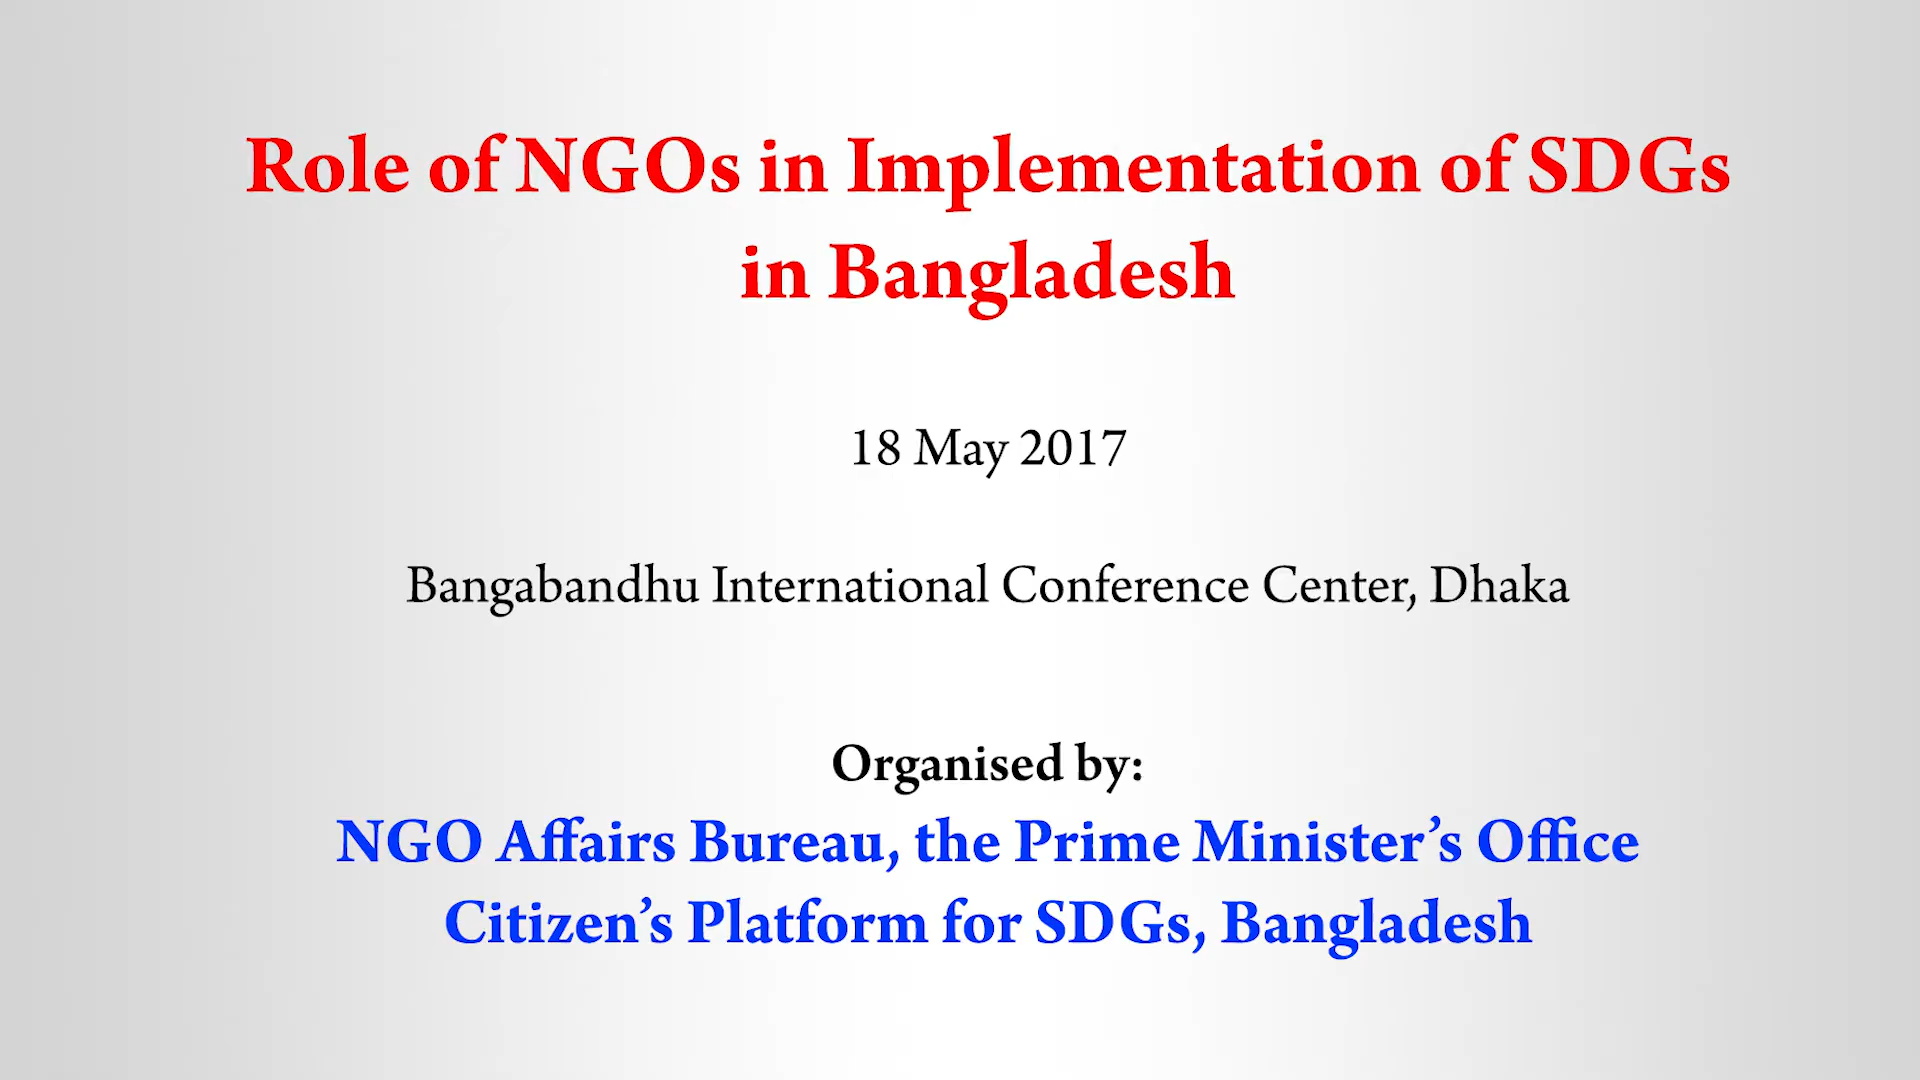 Role of NGOs in Implementation of SDGs
in Bangladesh
18 May 2017
Bangabandhu International Conference Center, Dhaka
Organised by:
NGO Affairs Bureau, the Prime Minister’s Office
Citizen’s Platform for SDGs, Bangladesh